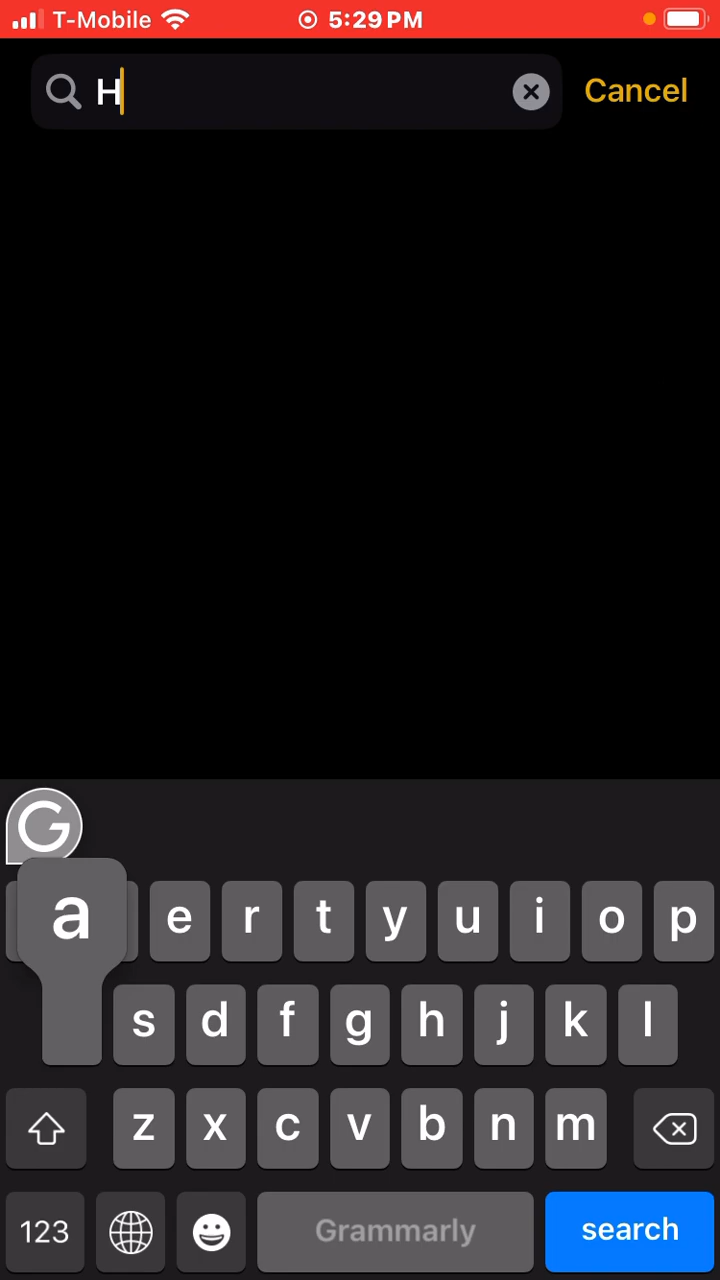 T-Mobile 5:29 PM
H Cancel
G
a e r t y u i o p
s d f g h j k l
z x c v b n m
123 Grammarly search